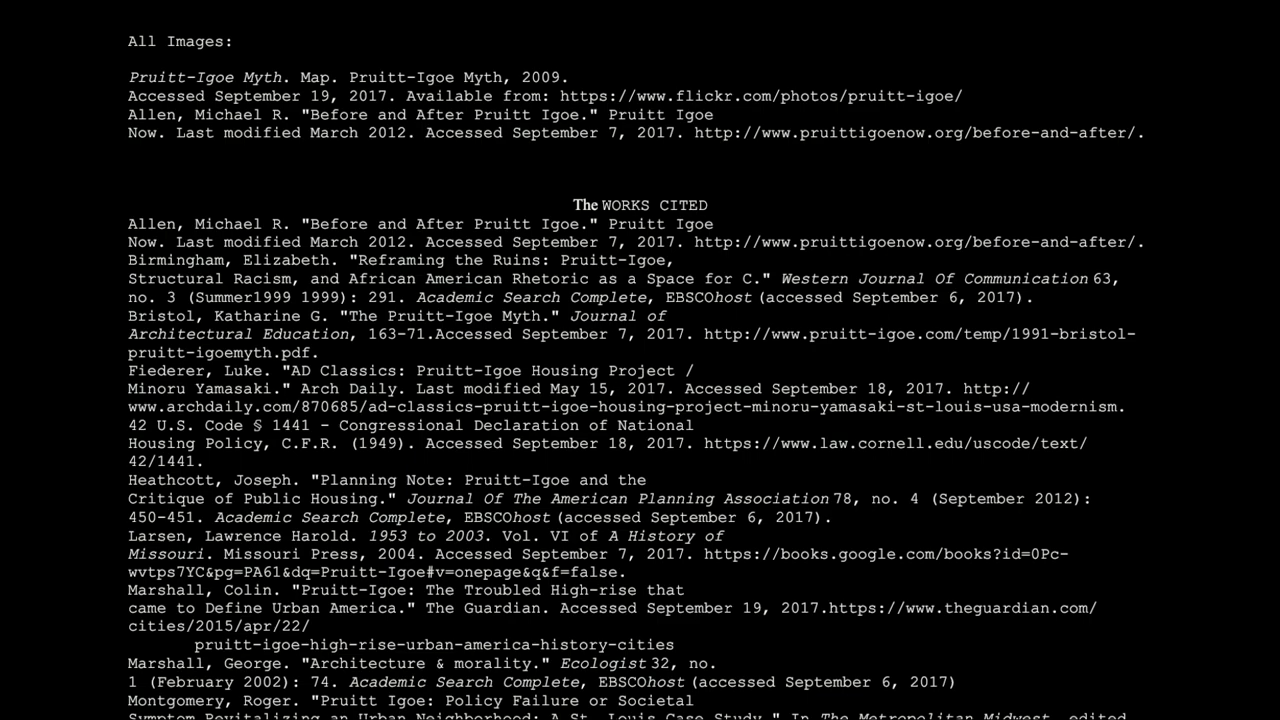 All Images:
Pruitt-Igoe Myth. Map. Pruitt-Igoe Myth, 2009.
Accessed September 19, 2017. Available from: https://www.flickr.com/photos/pruitt-igoe/
Allen, Michael R. "Before and After Pruitt Igoe." Pruitt Igoe
Now. Last modified March 2012. Accessed September 7, 2017. http://www.pruittigoenow.org/before-and-after/.
The WORKS CITED
Allen, Michael R. "Before and After Pruitt Igoe." Pruitt Igoe
Now. Last modified March 2012. Accessed September 7, 2017. http://www.pruittigoenow.org/before-and-after/.
Birmingham, Elizabeth. "Reframing the Ruins: Pruitt-Igoe,
Structural Racism, and African American Rhetoric as a Space for C." Western Journal Of Communication 63,
no. 3 (Summer1999 1999): 291. Academic Search Complete, EBSCOhost (accessed September 6, 2017).
Bristol, Katharine G. "The Pruitt-Igoe Myth." Journal of
Architectural Education, 163-71.Accessed September 7, 2017. http://www.pruitt-igoe.com/temp/1991-bristol-
pruitt-igoemyth.pdf.
Fiederer, Luke. "AD Classics: Pruitt-Igoe Housing Project /
Minoru Yamasaki." Arch Daily. Last modified May 15, 2017. Accessed September 18, 2017. http://
www.archdaily.com/870685/ad-classics-pruitt-igoe-housing-project-minoru-yamasaki-st-louis-usa-modernism.
42 U.S. Code § 1441 - Congressional Declaration of National
Housing Policy, C.F.R. (1949). Accessed September 18, 2017. https://www.law.cornell.edu/uscode/text/
42/1441.
Heathcott, Joseph. "Planning Note: Pruitt-Igoe and the
Critique of Public Housing." Journal Of The American Planning Association 78, no. 4 (September 2012):
450-451. Academic Search Complete, EBSCOhost (accessed September 6, 2017).
Larsen, Lawrence Harold. 1953 to 2003. Vol. VI of A History of
Missouri. Missouri Press, 2004. Accessed September 7, 2017. https://books.google.com/books?id=0Pc-
wvtps7YC&pg=PA61&dq=Pruitt-Igoe#v=onepage&q&f=false.
Marshall, Colin. "Pruitt-Igoe: The Troubled High-rise that
came to Define Urban America." The Guardian. Accessed September 19, 2017.https://www.theguardian.com/
cities/2015/apr/22/
pruitt-igoe-high-rise-urban-america-history-cities
Marshall, George. "Architecture & morality." Ecologist 32, no.
1 (February 2002): 74. Academic Search Complete, EBSCOhost (accessed September 6, 2017)
Montgomery, Roger. "Pruitt Igoe: Policy Failure or Societal
Symptom Revitalizing an Urban Neighborhood: A St. Louis Case Study." In The Metropolitan Midwest, edited